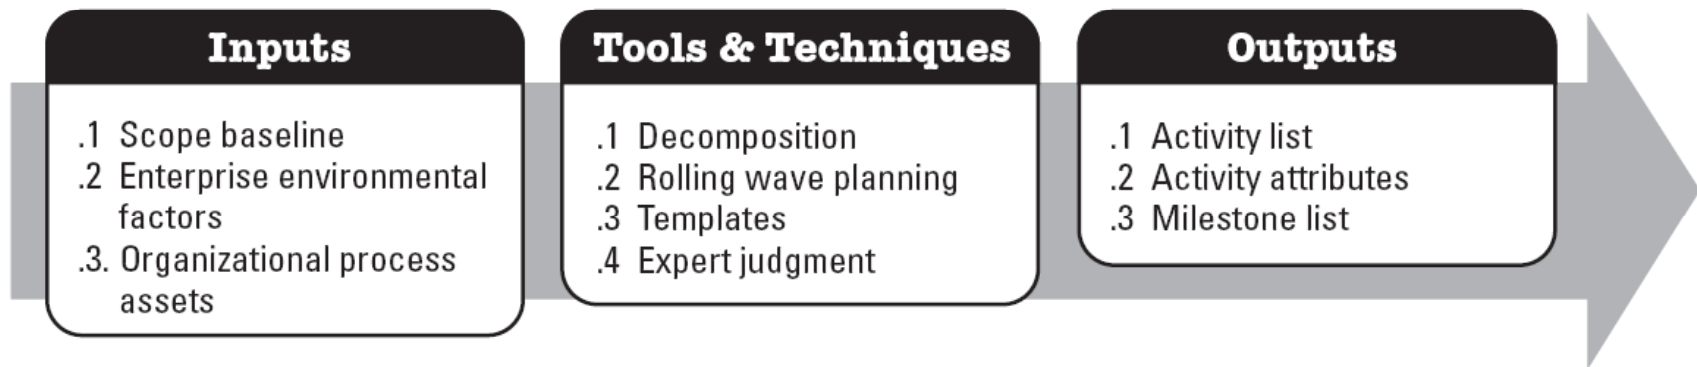 Inputs
.1 Scope baseline
.2 Enterprise environmental
factors
.3. Organizational process
assets
Tools & Techniques
.1 Decomposition
.2 Rolling wave planning
.3 Templates
.4 Expert judgment
Outputs
.1 Activity list
.2 Activity attributes
.3 Milestone list